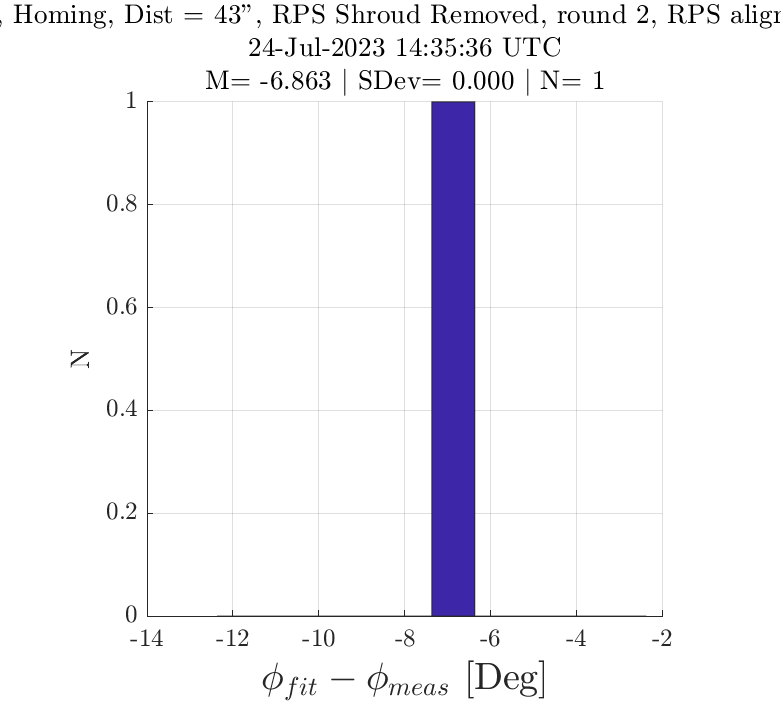 , Homing, Dist = 43”, RPS Shroud Removed, round 2, RPS align
24-Jul-2023 14:35:36 UTC
M= -6.863 | SDev= 0.000 | N= 1
1
0.8
0.6
0.4
0.2
0
N
-14 -12 -10 -8 -6 -4 -2
ϕ_fit − ϕ_meas [Deg]